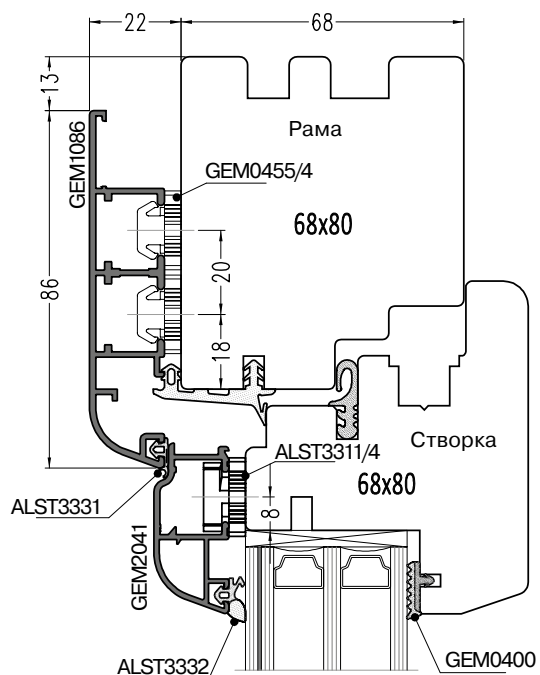 22
68
13
Рама
GEM1086
GEM0455/4
68x80
20
86
18
Створка
ALST3311/4
68x80
ALST3331
8
GEM2041
ALST3332
GEM0400